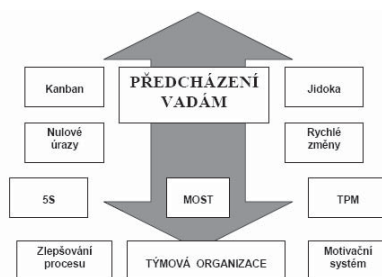 Kanban
PŘEDCHÁZENÍ
VADÁM
Jidoka
Nulové
úrazy
Rychlé
změny
5S
MOST
TPM
Zlepšování
procesu
TÝMOVÁ ORGANIZACE
Motivační
systém